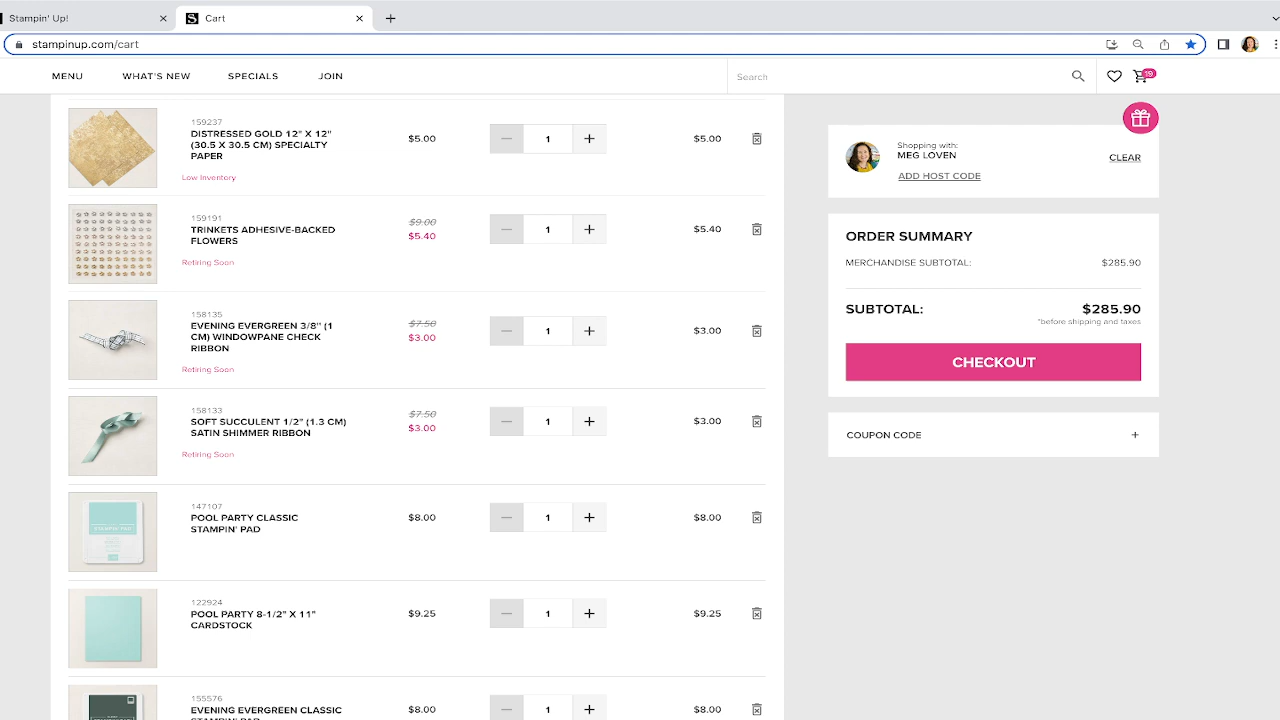 Stampin' Up!
Cart
stampinup.com/cart
MENU
WHAT'S NEW
SPECIALS
JOIN
Search
19
159237
DISTRESSED GOLD 12" X 12"
(30.5 X 30.5 CM) SPECIALTY
PAPER
Low Inventory
$5.00
1
$5.00
159191
TRINKETS ADHESIVE-BACKED
FLOWERS
Retiring Soon
$9.00
$5.40
1
$5.40
158135
EVENING EVERGREEN 3/8" (1
CM) WINDOWPANE CHECK
RIBBON
Retiring Soon
$7.50
$3.00
1
$3.00
158133
SOFT SUCCULENT 1/2" (1.3 CM)
SATIN SHIMMER RIBBON
Retiring Soon
$7.50
$3.00
1
$3.00
147107
POOL PARTY CLASSIC
STAMPIN' PAD
$8.00
1
$8.00
122924
POOL PARTY 8-1/2" X 11"
CARDSTOCK
$9.25
1
$9.25
155576
EVENING EVERGREEN CLASSIC
STAMPIN' PAD
$8.00
1
$8.00
Shopping with:
MEG LOVEN
CLEAR
ADD HOST CODE
ORDER SUMMARY
MERCHANDISE SUBTOTAL: $285.90
SUBTOTAL: $285.90
*before shipping and taxes
CHECKOUT
COUPON CODE +